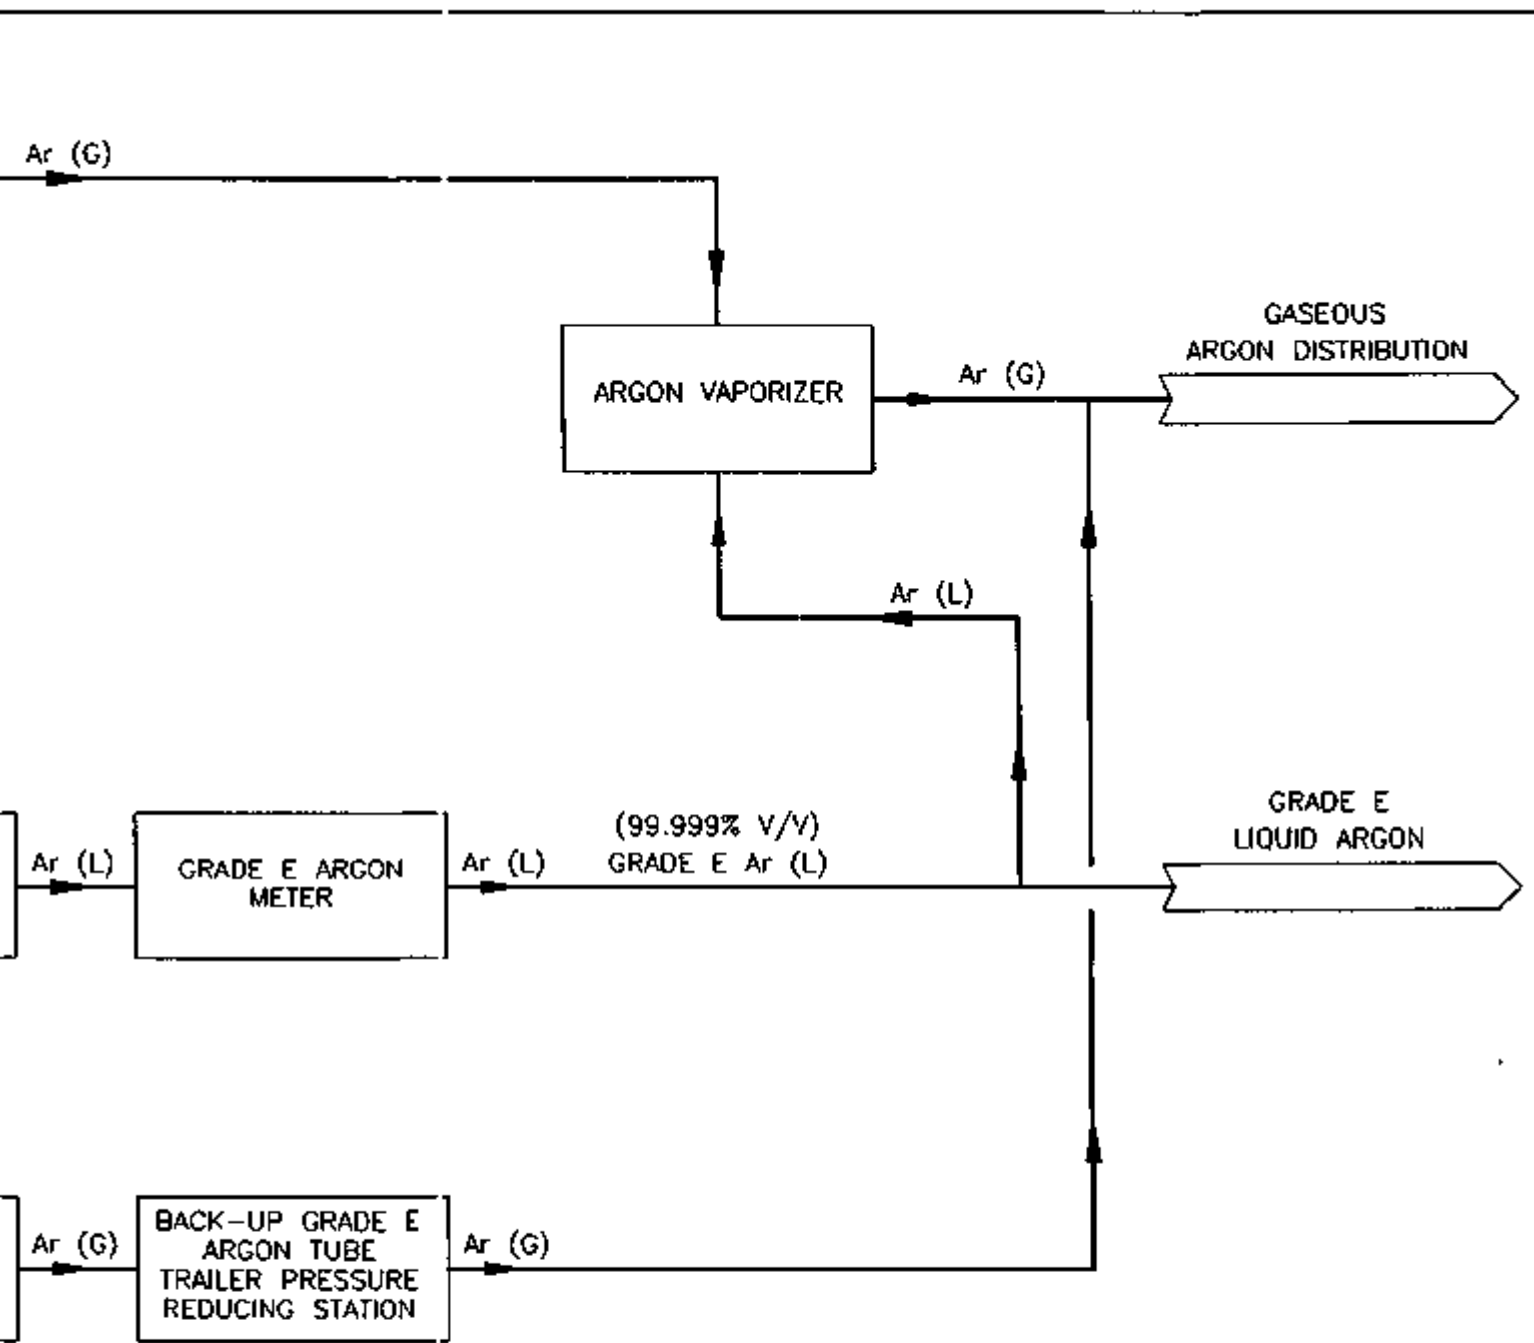 Ar (G)
GASEOUS
ARGON DISTRIBUTION
ARGON VAPORIZER
Ar (G)
Ar (L)
(99.999% V/V)
GRADE E Ar (L)
GRADE E
LIQUID ARGON
Ar (L)
GRADE E ARGON
METER
Ar (L)
Ar (G)
BACK-UP GRADE E
ARGON TUBE
TRAILER PRESSURE
REDUCING STATION
Ar (G)